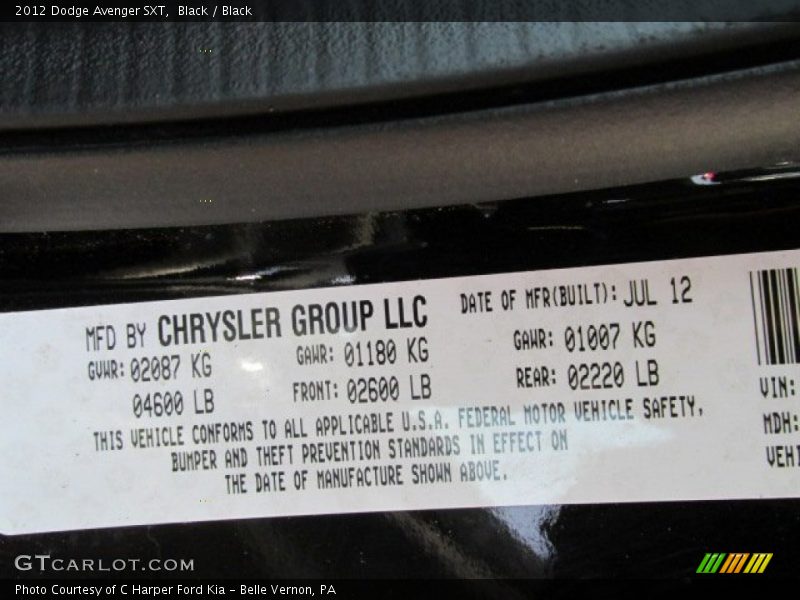 2012 Dodge Avenger SXT,  Black / Black
MFD BY CHRYSLER GROUP LLC
DATE OF MFR(BUILT): JUL 12
GVWR: 02087 KG
GAWR: 01180 KG
GAWR: 01007 KG
04600 LB
FRONT: 02600 LB
REAR: 02220 LB
THIS VEHICLE CONFORMS TO ALL APPLICABLE U.S.A. FEDERAL MOTOR VEHICLE SAFETY,
BUMPER AND THEFT PREVENTION STANDARDS IN EFFECT ON
THE DATE OF MANUFACTURE SHOWN ABOVE.
VIN:
MDH:
VEHI
GTCARLOT.COM
Photo Courtesy of C Harper Ford Kia – Belle Vernon, PA